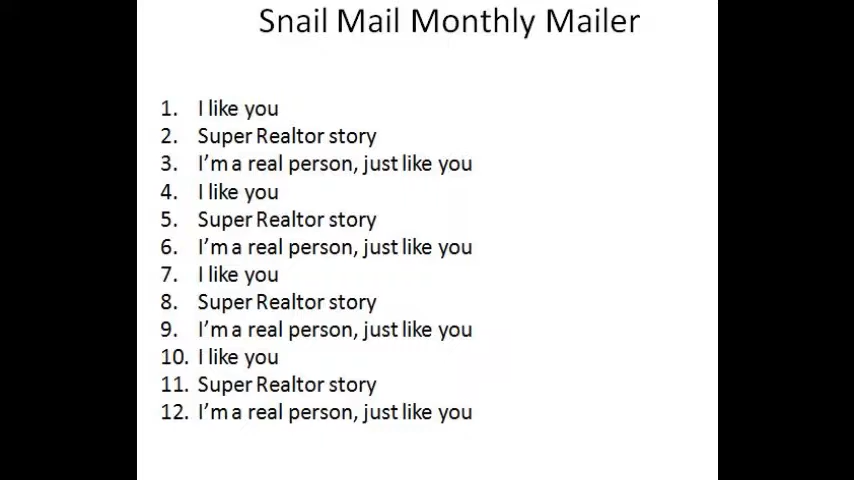 Snail Mail Monthly Mailer
1. I like you
2. Super Realtor story
3. I’m a real person, just like you
4. I like you
5. Super Realtor story
6. I’m a real person, just like you
7. I like you
8. Super Realtor story
9. I’m a real person, just like you
10. I like you
11. Super Realtor story
12. I’m a real person, just like you